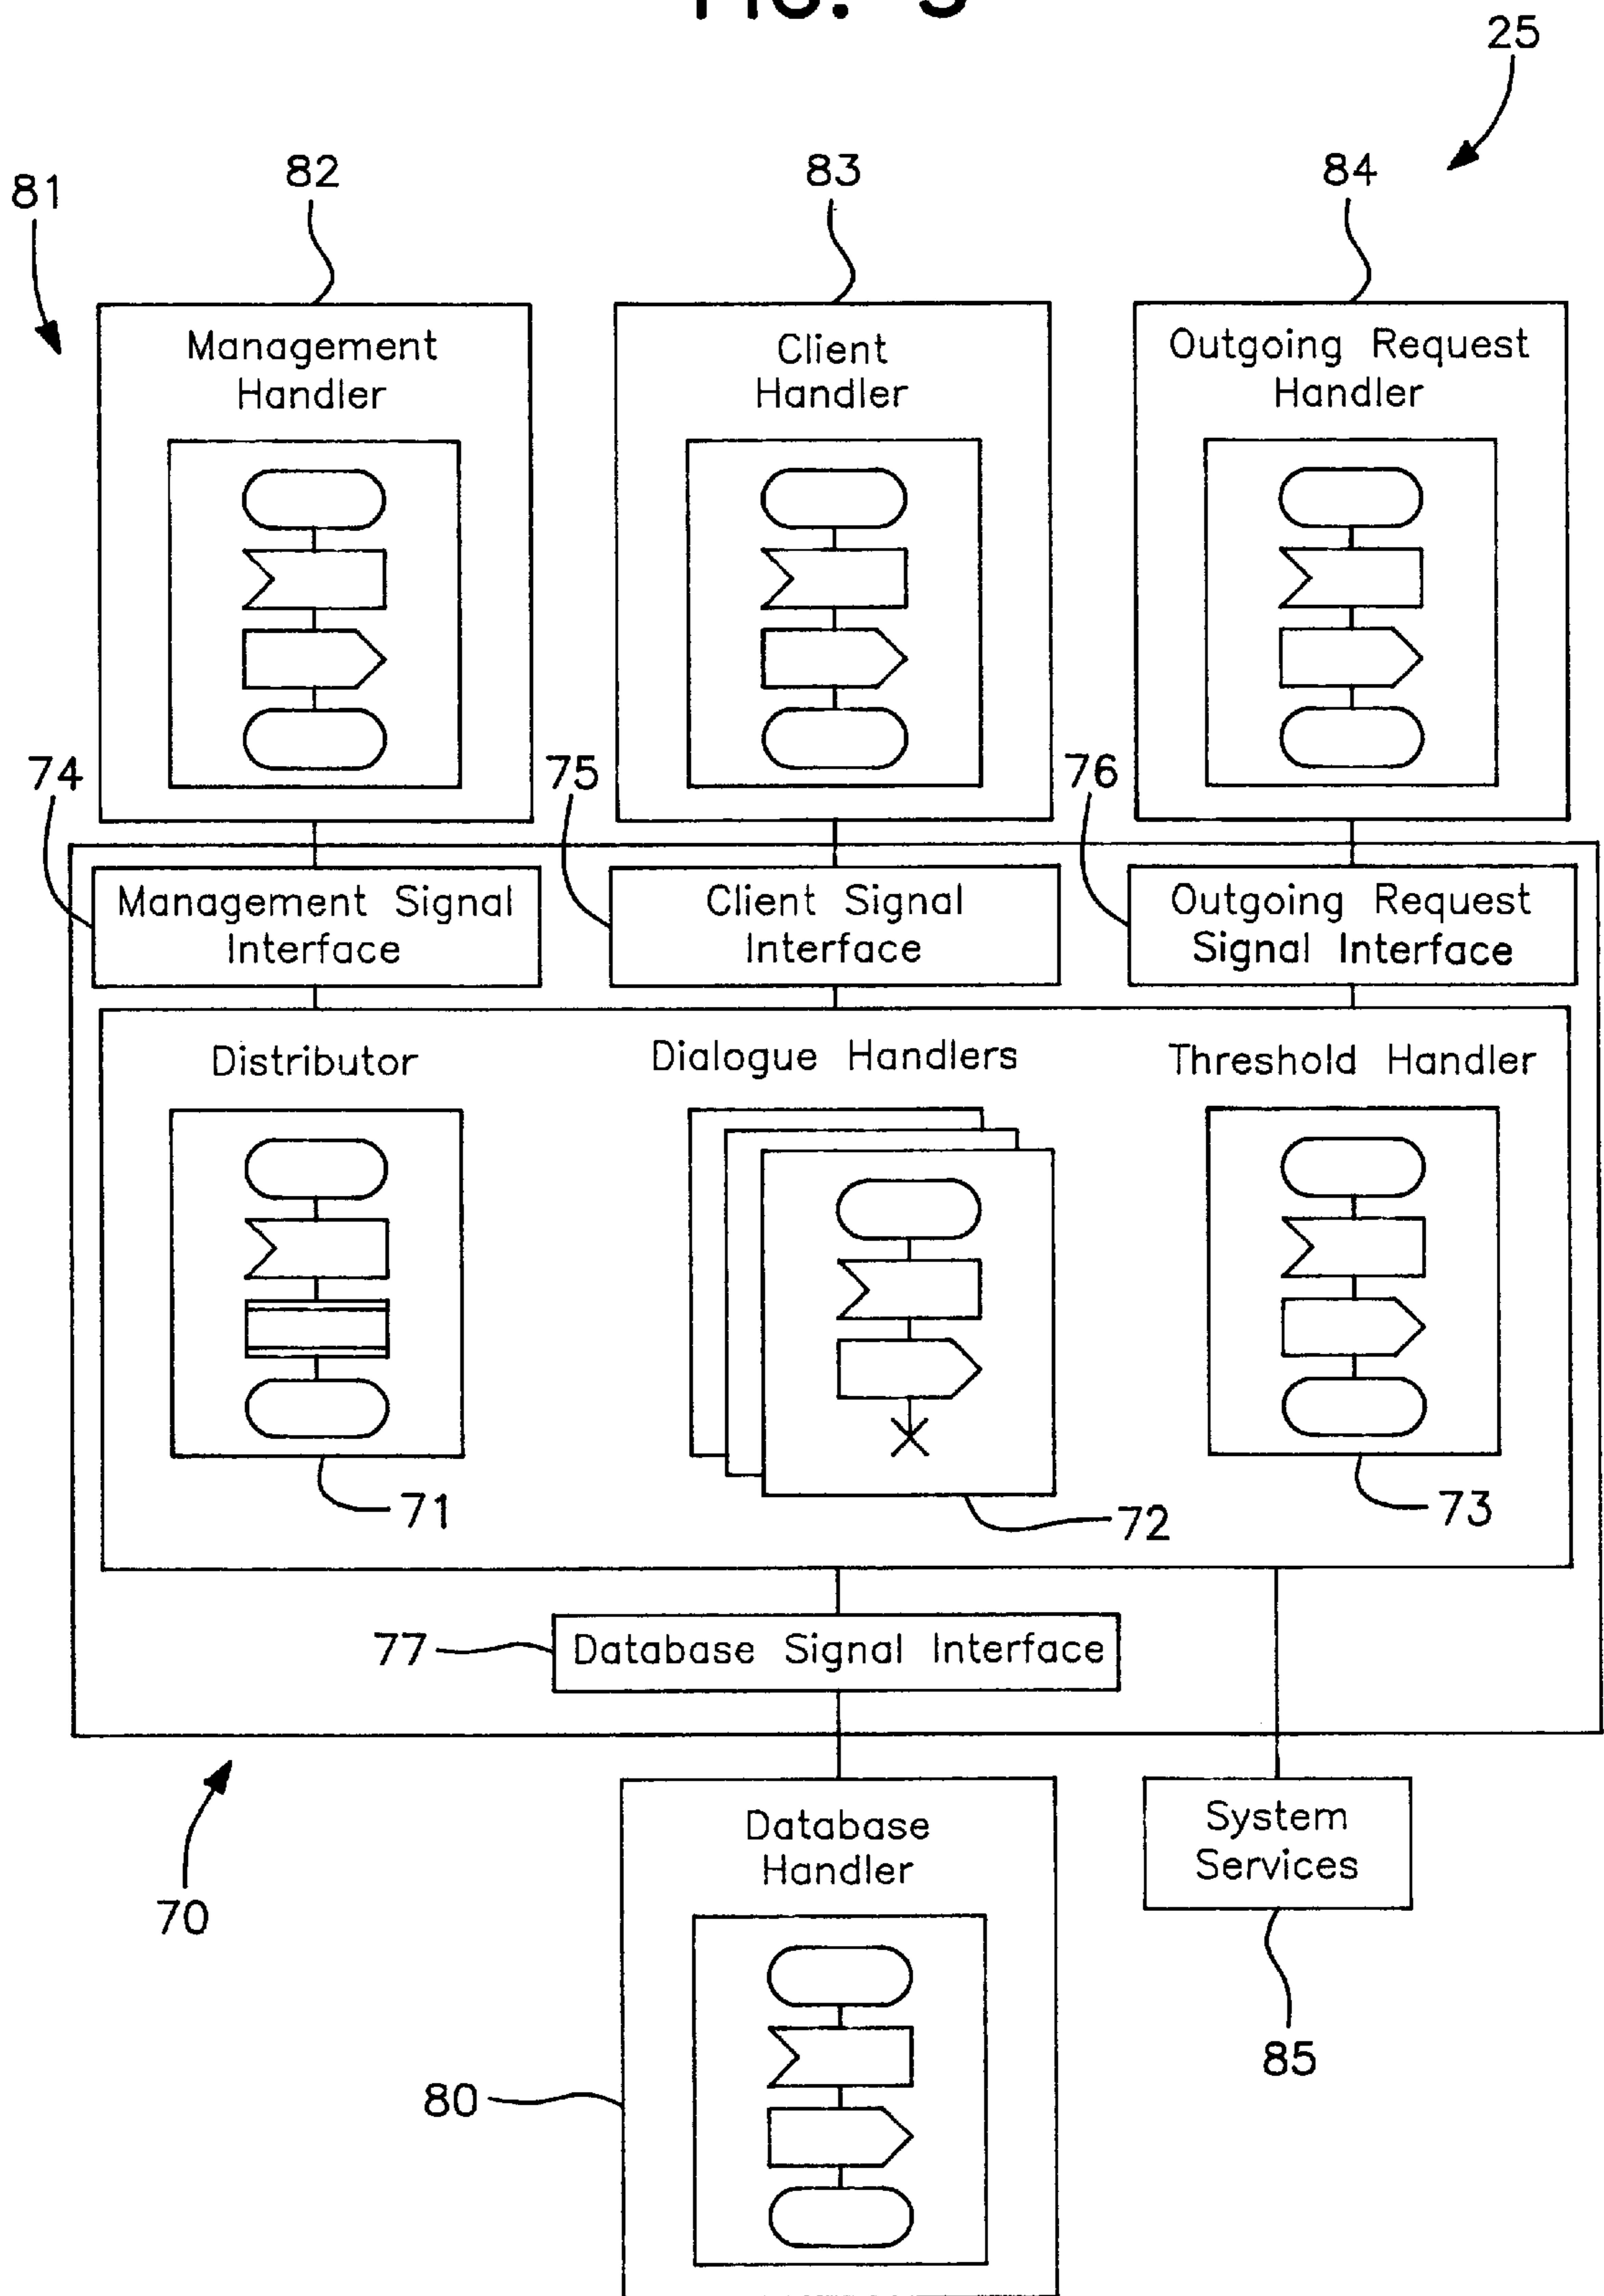 25
81
82
83
84
Management
Handler
Client
Handler
Outgoing Request
Handler
74
75
76
Management Signal
Interface
Client Signal
Interface
Outgoing Request
Signal Interface
Distributor
Dialogue Handlers
Threshold Handler
71
72
73
77
Database Signal Interface
70
Database
Handler
System
Services
85
80